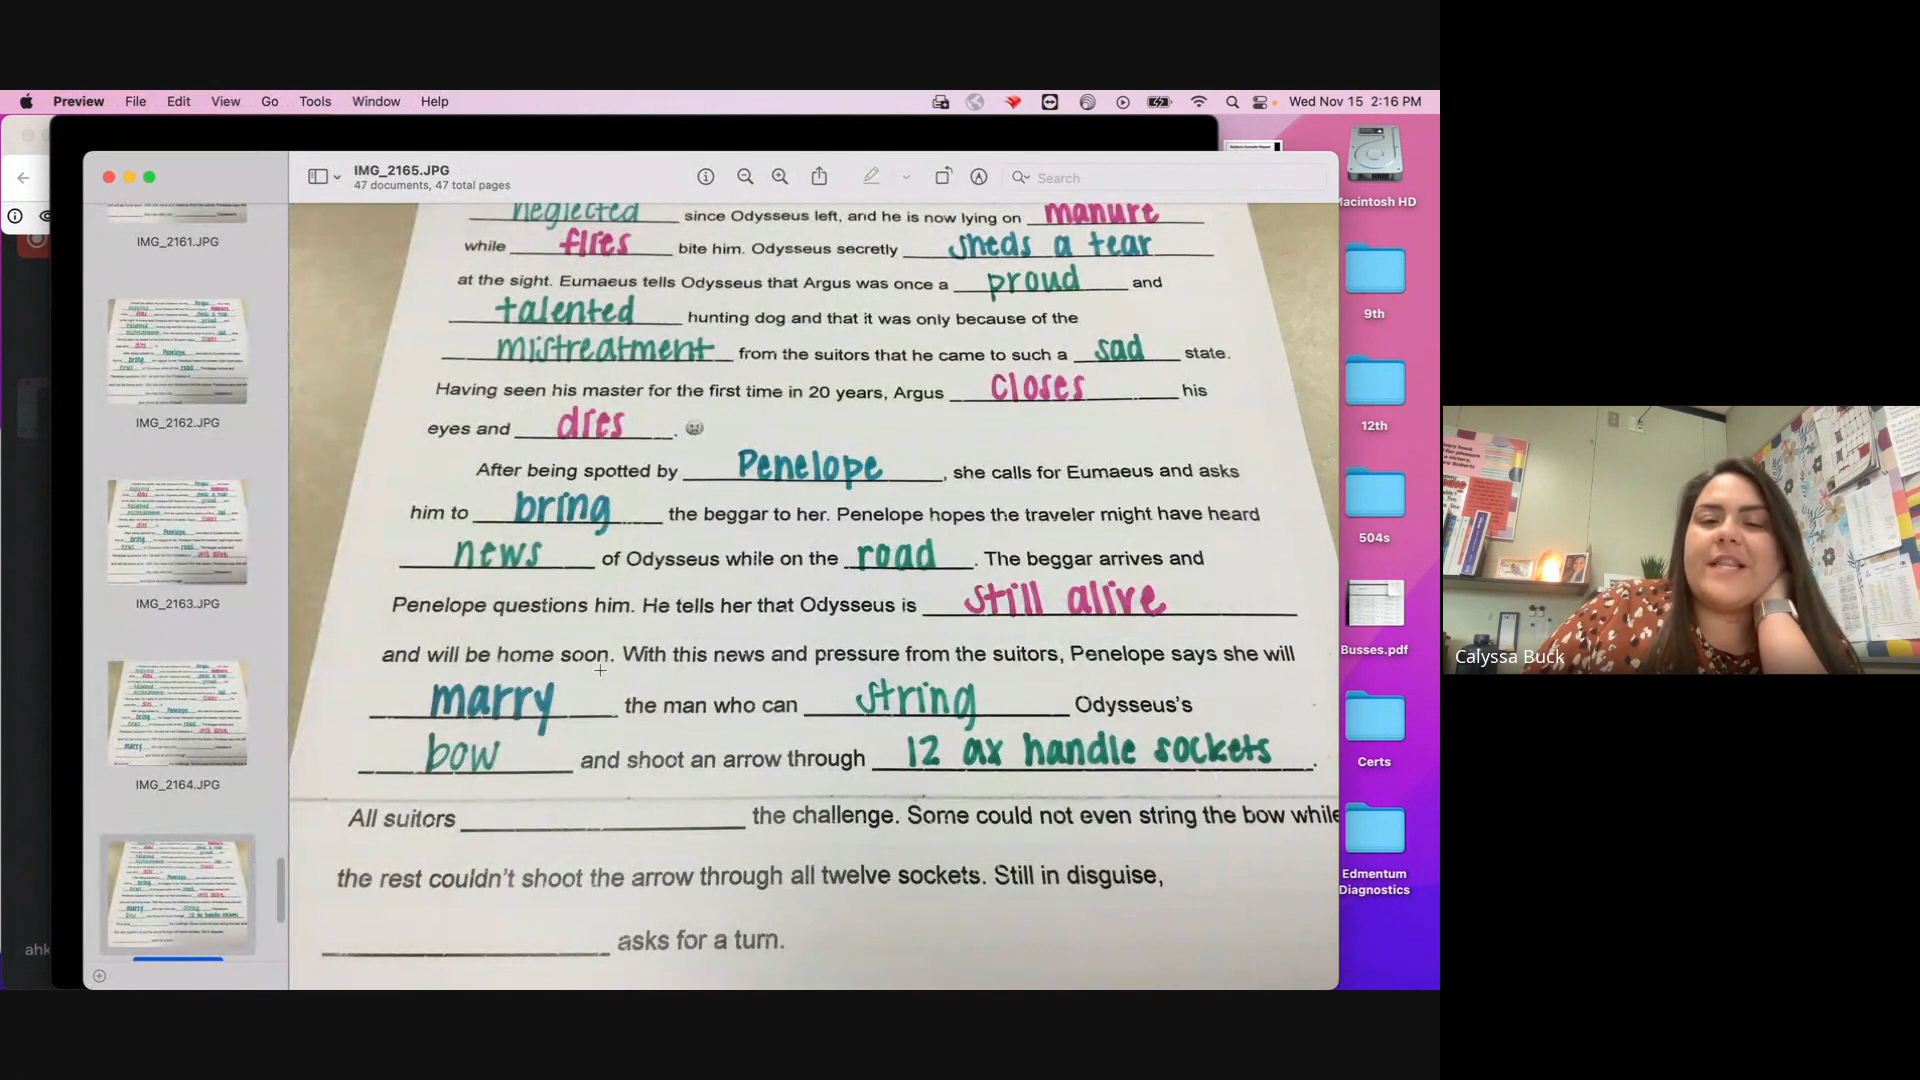 Preview File Edit View Go Tools Window Help Wed Nov 15 2:16 PM
IMG_2165.JPG
47 documents, 47 total pages
Search
IMG_2161.JPG
IMG_2162.JPG
IMG_2163.JPG
IMG_2164.JPG
neglected since Odysseus left, and he is now lying on manure
while flies bite him. Odysseus secretly sheds a tear
at the sight. Eumaeus tells Odysseus that Argus was once a proud and
talented hunting dog and that it was only because of the
mistreatment from the suitors that he came to such a sad state.
Having seen his master for the first time in 20 years, Argus closes his
eyes and dies.
After being spotted by Penelope, she calls for Eumaeus and asks
him to bring the beggar to her. Penelope hopes the traveler might have heard
news of Odysseus while on the road. The beggar arrives and
Penelope questions him. He tells her that Odysseus is still alive
and will be home soon. With this news and pressure from the suitors, Penelope says she will
marry the man who can string Odysseus's
bow and shoot an arrow through 12 ax handle sockets.
All suitors ____ the challenge. Some could not even string the bow while
the rest couldn't shoot the arrow through all twelve sockets. Still in disguise,
____ asks for a turn.
ahk
Macintosh HD
9th
12th
504s
Busses.pdf
Certs
Edmentum
Diagnostics
Calyssa Buck